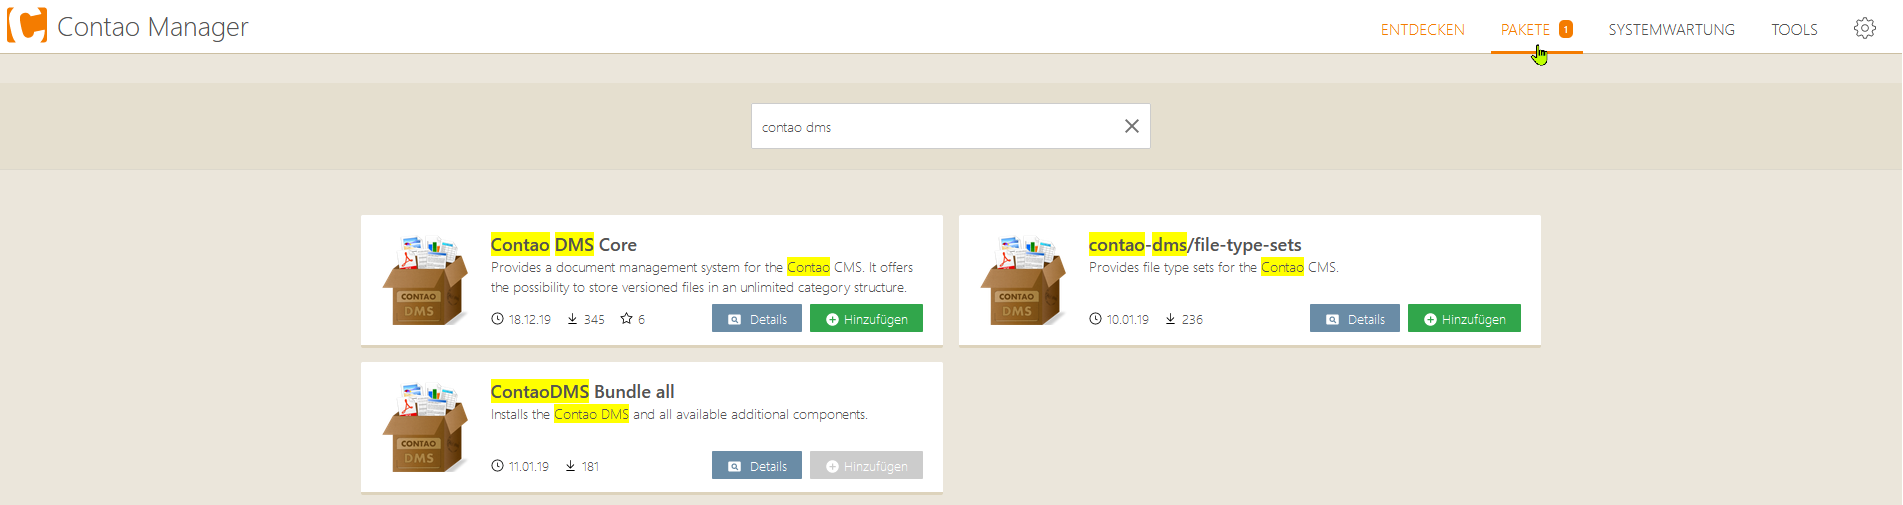 Contao Manager
ENTDECKEN
PAKETE 1
SYSTEMWARTUNG
TOOLS
contao dms
Contao DMS Core
Provides a document management system for the Contao CMS. It offers
the possibility to store versioned files in an unlimited category structure.
18.12.19 345 6
Details
Hinzufügen
CONTAO
DMS
contao-dms/file-type-sets
Provides file type sets for the Contao CMS.
10.01.19 236
Details
Hinzufügen
CONTAO
DMS
ContaoDMS Bundle all
Installs the Contao DMS and all available additional components.
11.01.19 181
Details
Hinzufügen
CONTAO
DMS